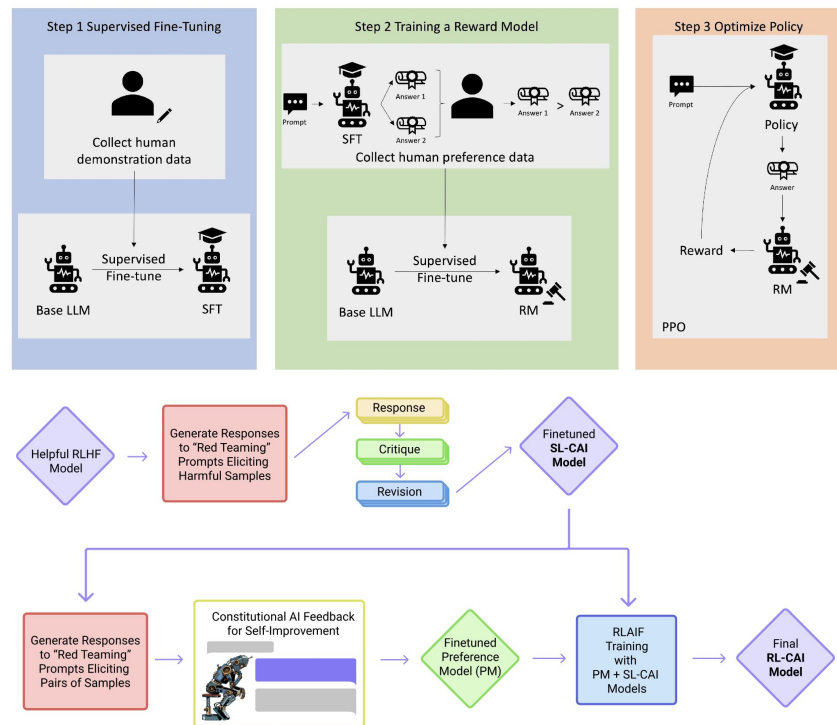 Step 1 Supervised Fine-Tuning
Collect human
demonstration data
Base LLM
Supervised
Fine-tune
SFT
Step 2 Training a Reward Model
Prompt
SFT
Answer 1
Answer 2
Answer 1
>
Answer 2
Collect human preference data
Base LLM
Supervised
Fine-tune
RM
Step 3 Optimize Policy
Prompt
Policy
Answer
Reward
RM
PPO
Helpful RLHF
Model
Generate Responses
to “Red Teaming”
Prompts Eliciting
Harmful Samples
Response
Critique
Revision
Finetuned
SL-CAI
Model
Generate Responses
to “Red Teaming”
Prompts Eliciting
Pairs of Samples
Constitutional AI Feedback
for Self-Improvement
Finetuned
Preference
Model (PM)
RLAIF
Training
with
PM + SL-CAI
Models
Final
RL-CAI
Model